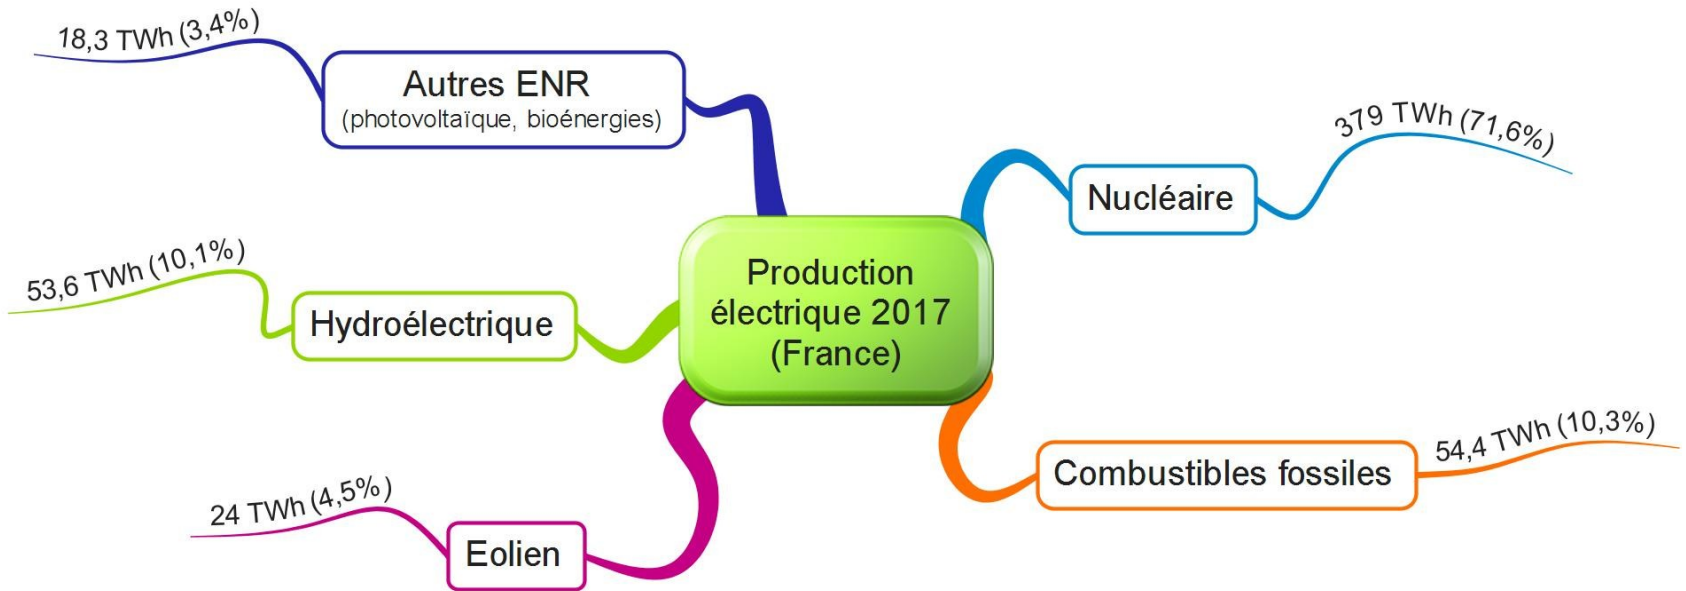 18,3 TWh (3,4%)
Autres ENR
(photovoltaïque, bioénergies)
379 TWh (71,6%)
Nucléaire
53,6 TWh (10,1%)
Hydroélectrique
Production
électrique 2017
(France)
54,4 TWh (10,3%)
Combustibles fossiles
24 TWh (4,5%)
Eolien